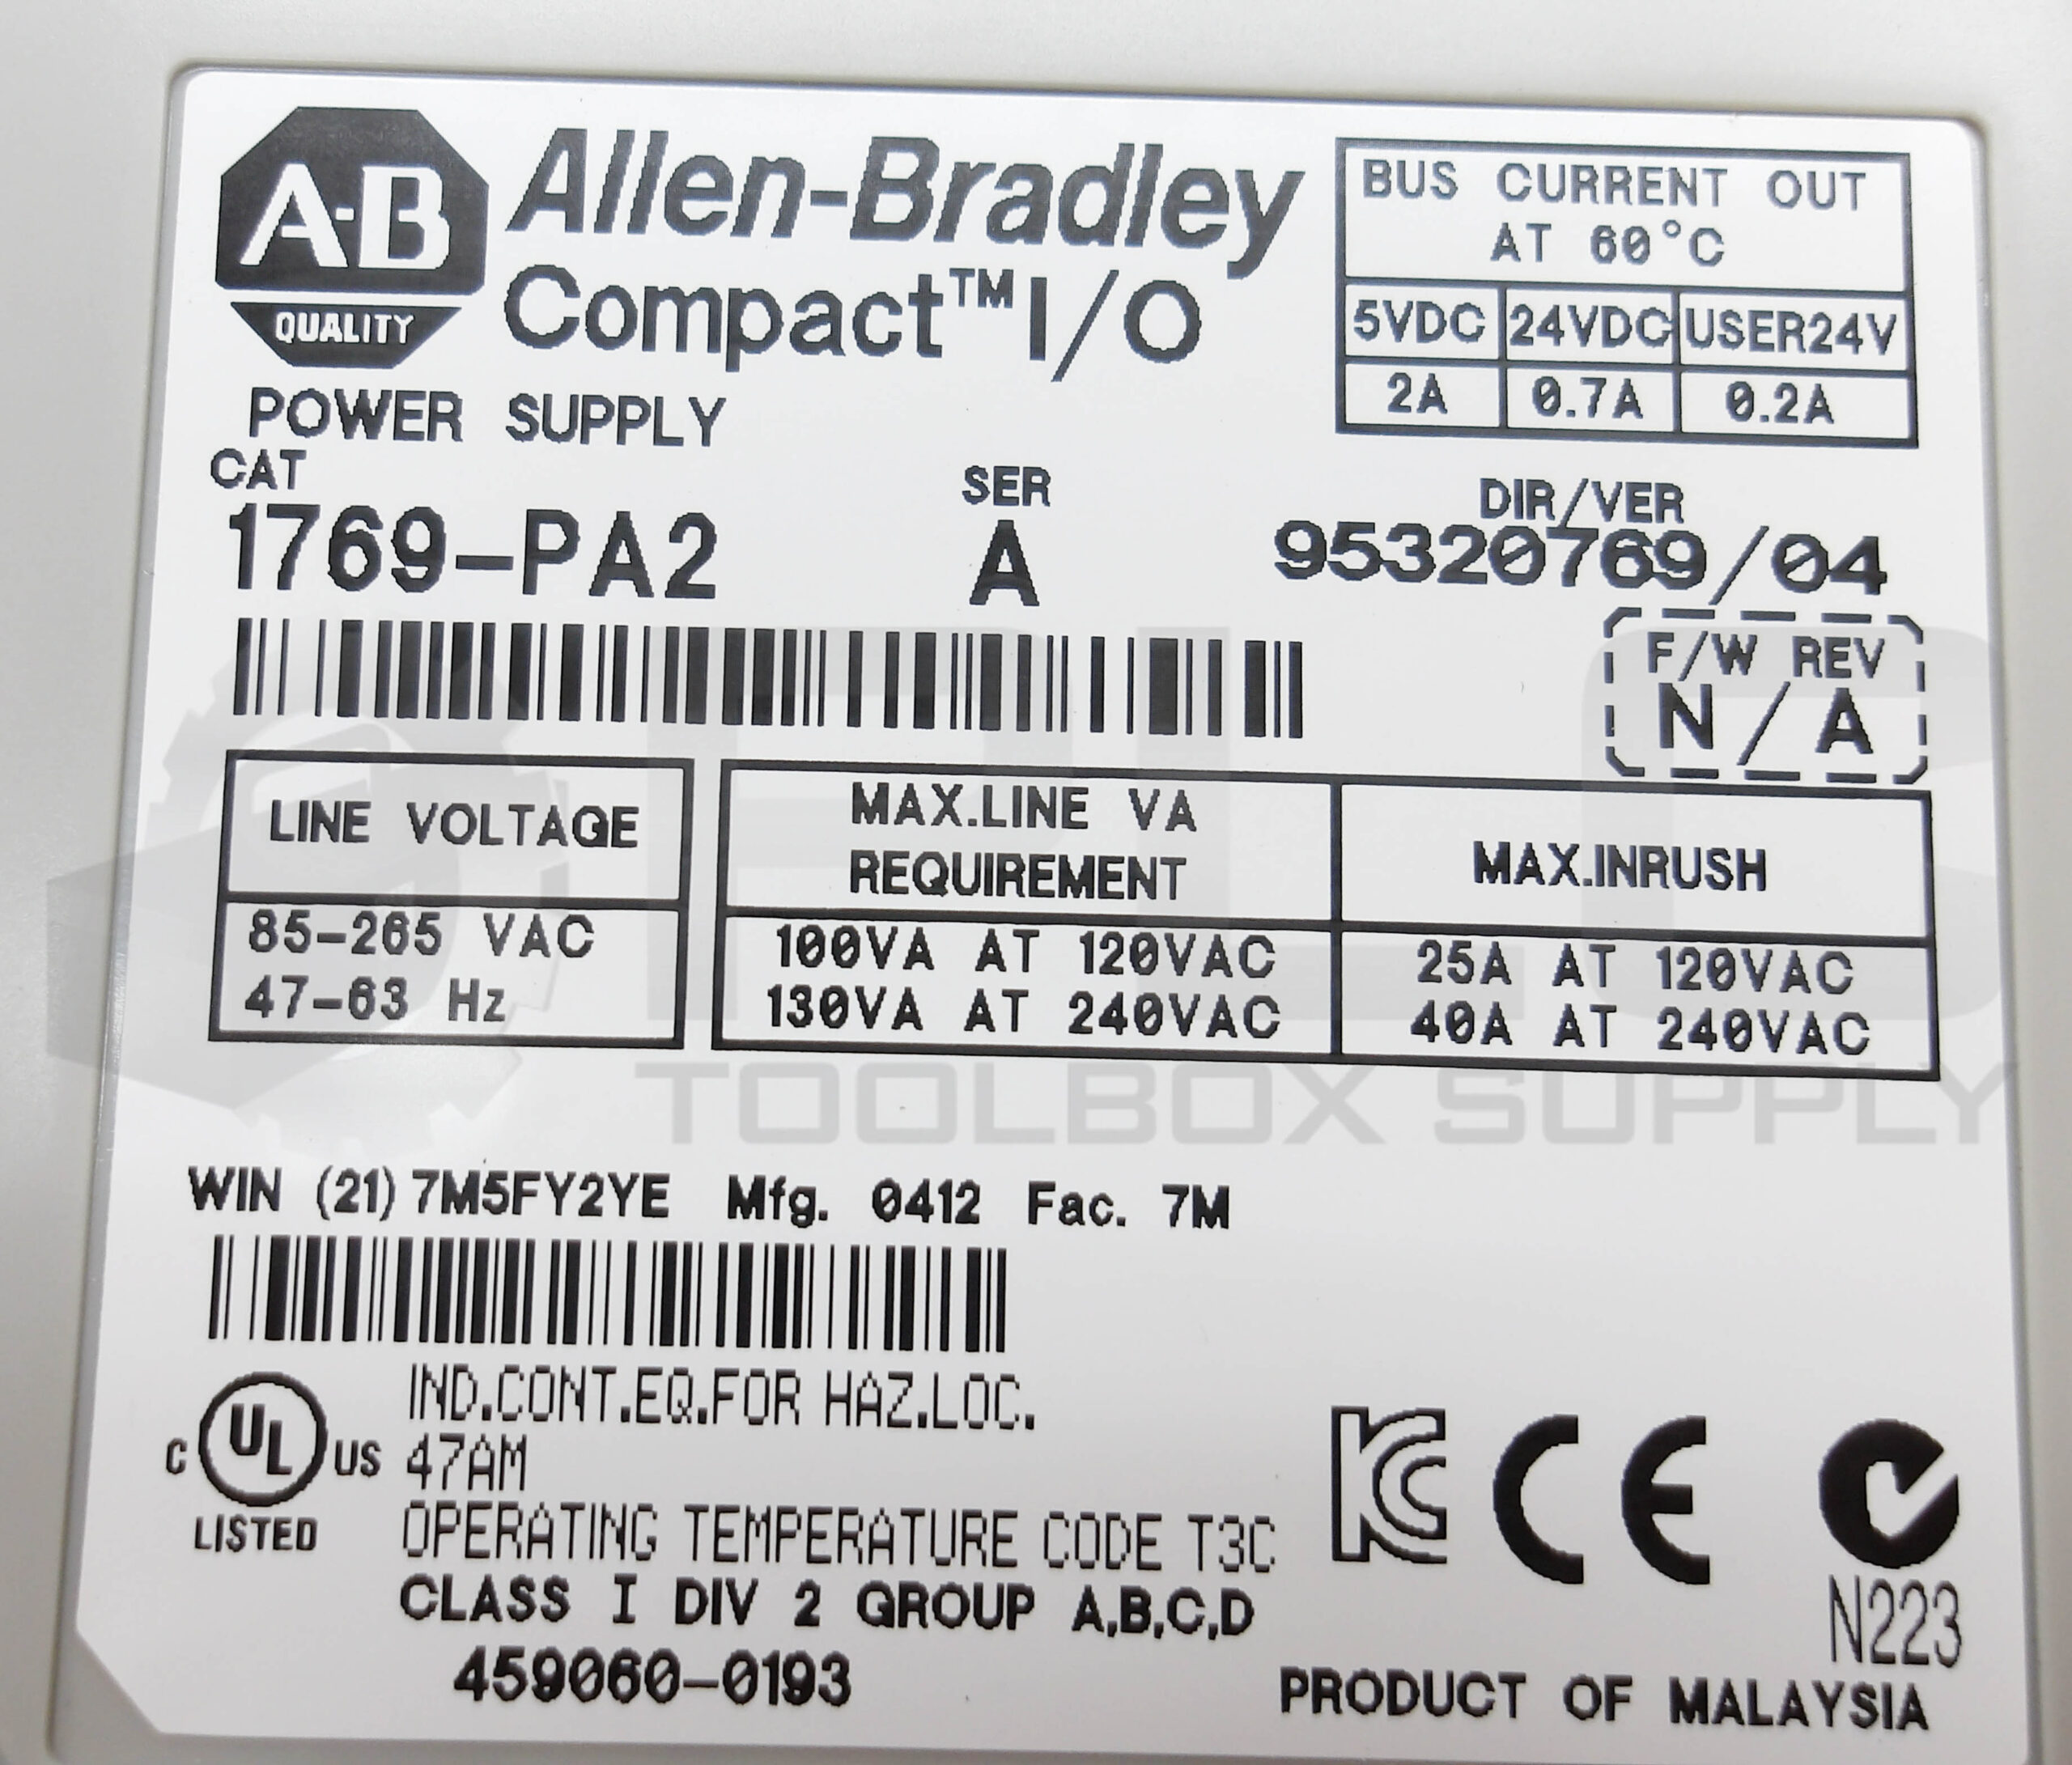 A-B
QUALITY
Allen-Bradley
Compact™ I/O
POWER SUPPLY
BUS CURRENT OUT
AT 60°C
5VDC 24VDC USER24V
2A 0.7A 0.2A
CAT
1769-PA2
SER
A
DIR/VER
95320769/04
F/W REV
N/A
LINE VOLTAGE
85-265 VAC
47-63 Hz
MAX.LINE VA
REQUIREMENT
100VA AT 120VAC
130VA AT 240VAC
MAX.INRUSH
25A AT 120VAC
40A AT 240VAC
PLC
TOOLBOX SUPPLY
WIN (21) 7M5FY2YE Mfg. 0412 Fac. 7M
C UL US
LISTED
IND.CONT.EQ.FOR HAZ.LOC.
47AM
OPERATING TEMPERATURE CODE T3C
CLASS I DIV 2 GROUP A,B,C,D
459060-0193
KC CE
N223
PRODUCT OF MALAYSIA